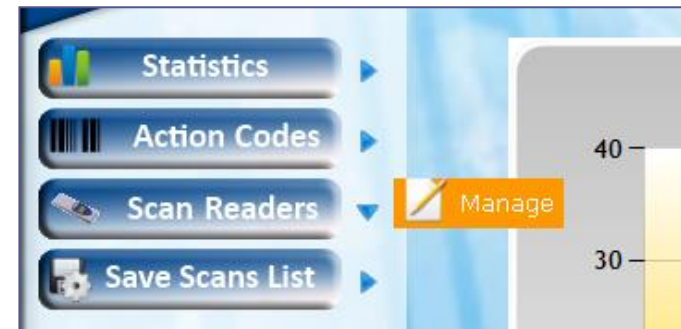 Statistics
Action Codes
Scan Readers
Manage
Save Scans List
40
30